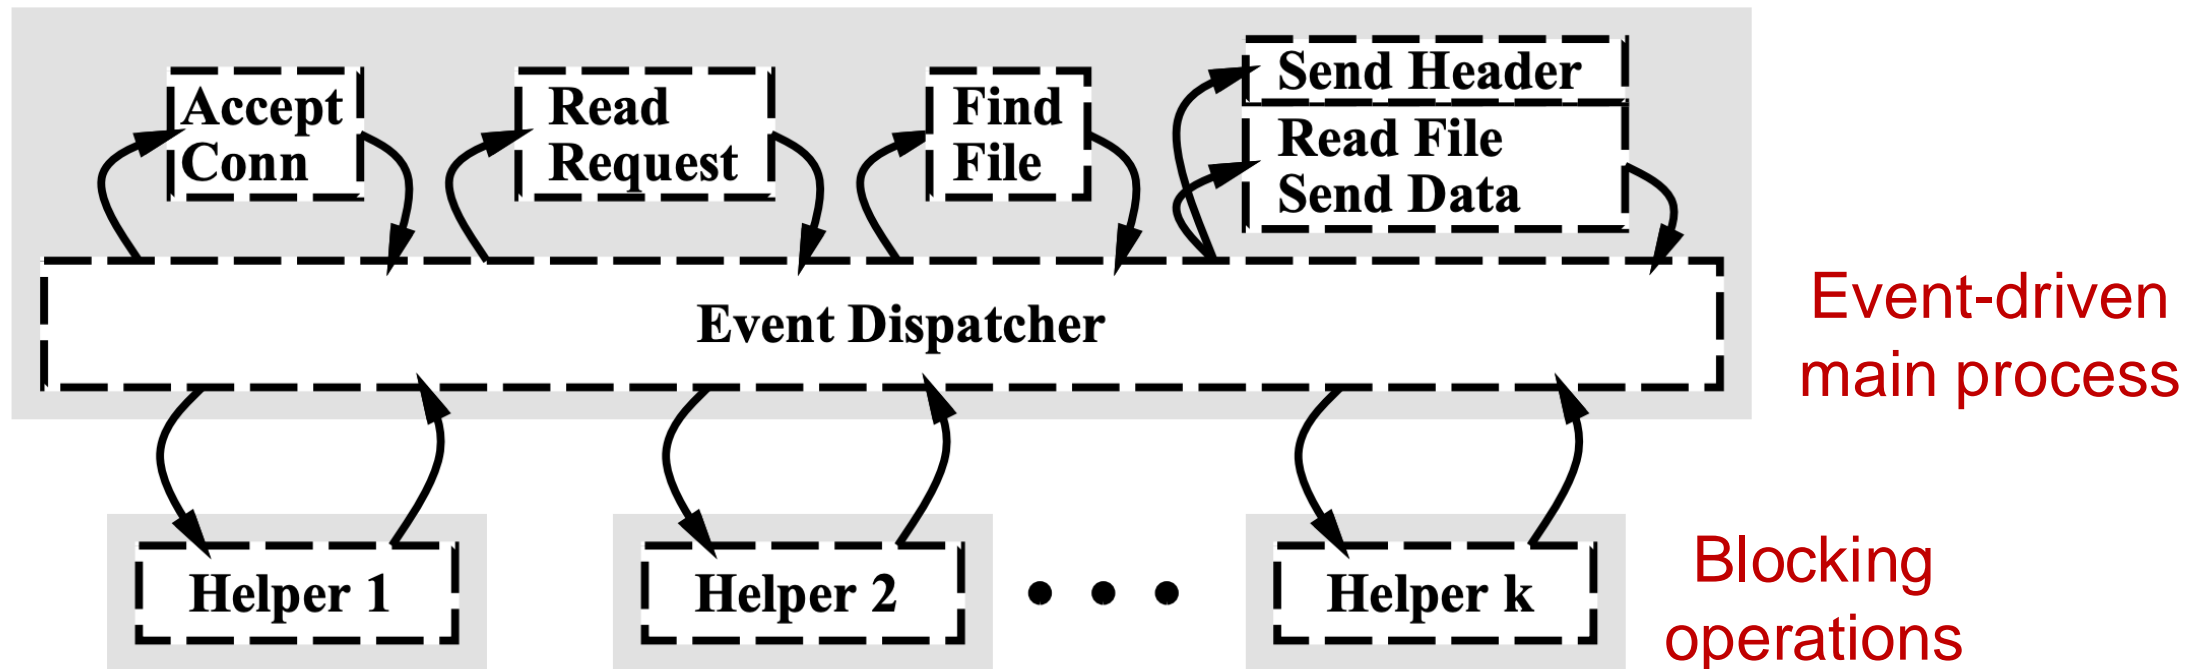 Accept
Conn
Read
Request
Find
File
Send Header
Read File
Send Data
Event Dispatcher
Event-driven
main process
Helper 1
Helper 2
• • •
Helper k
Blocking
operations